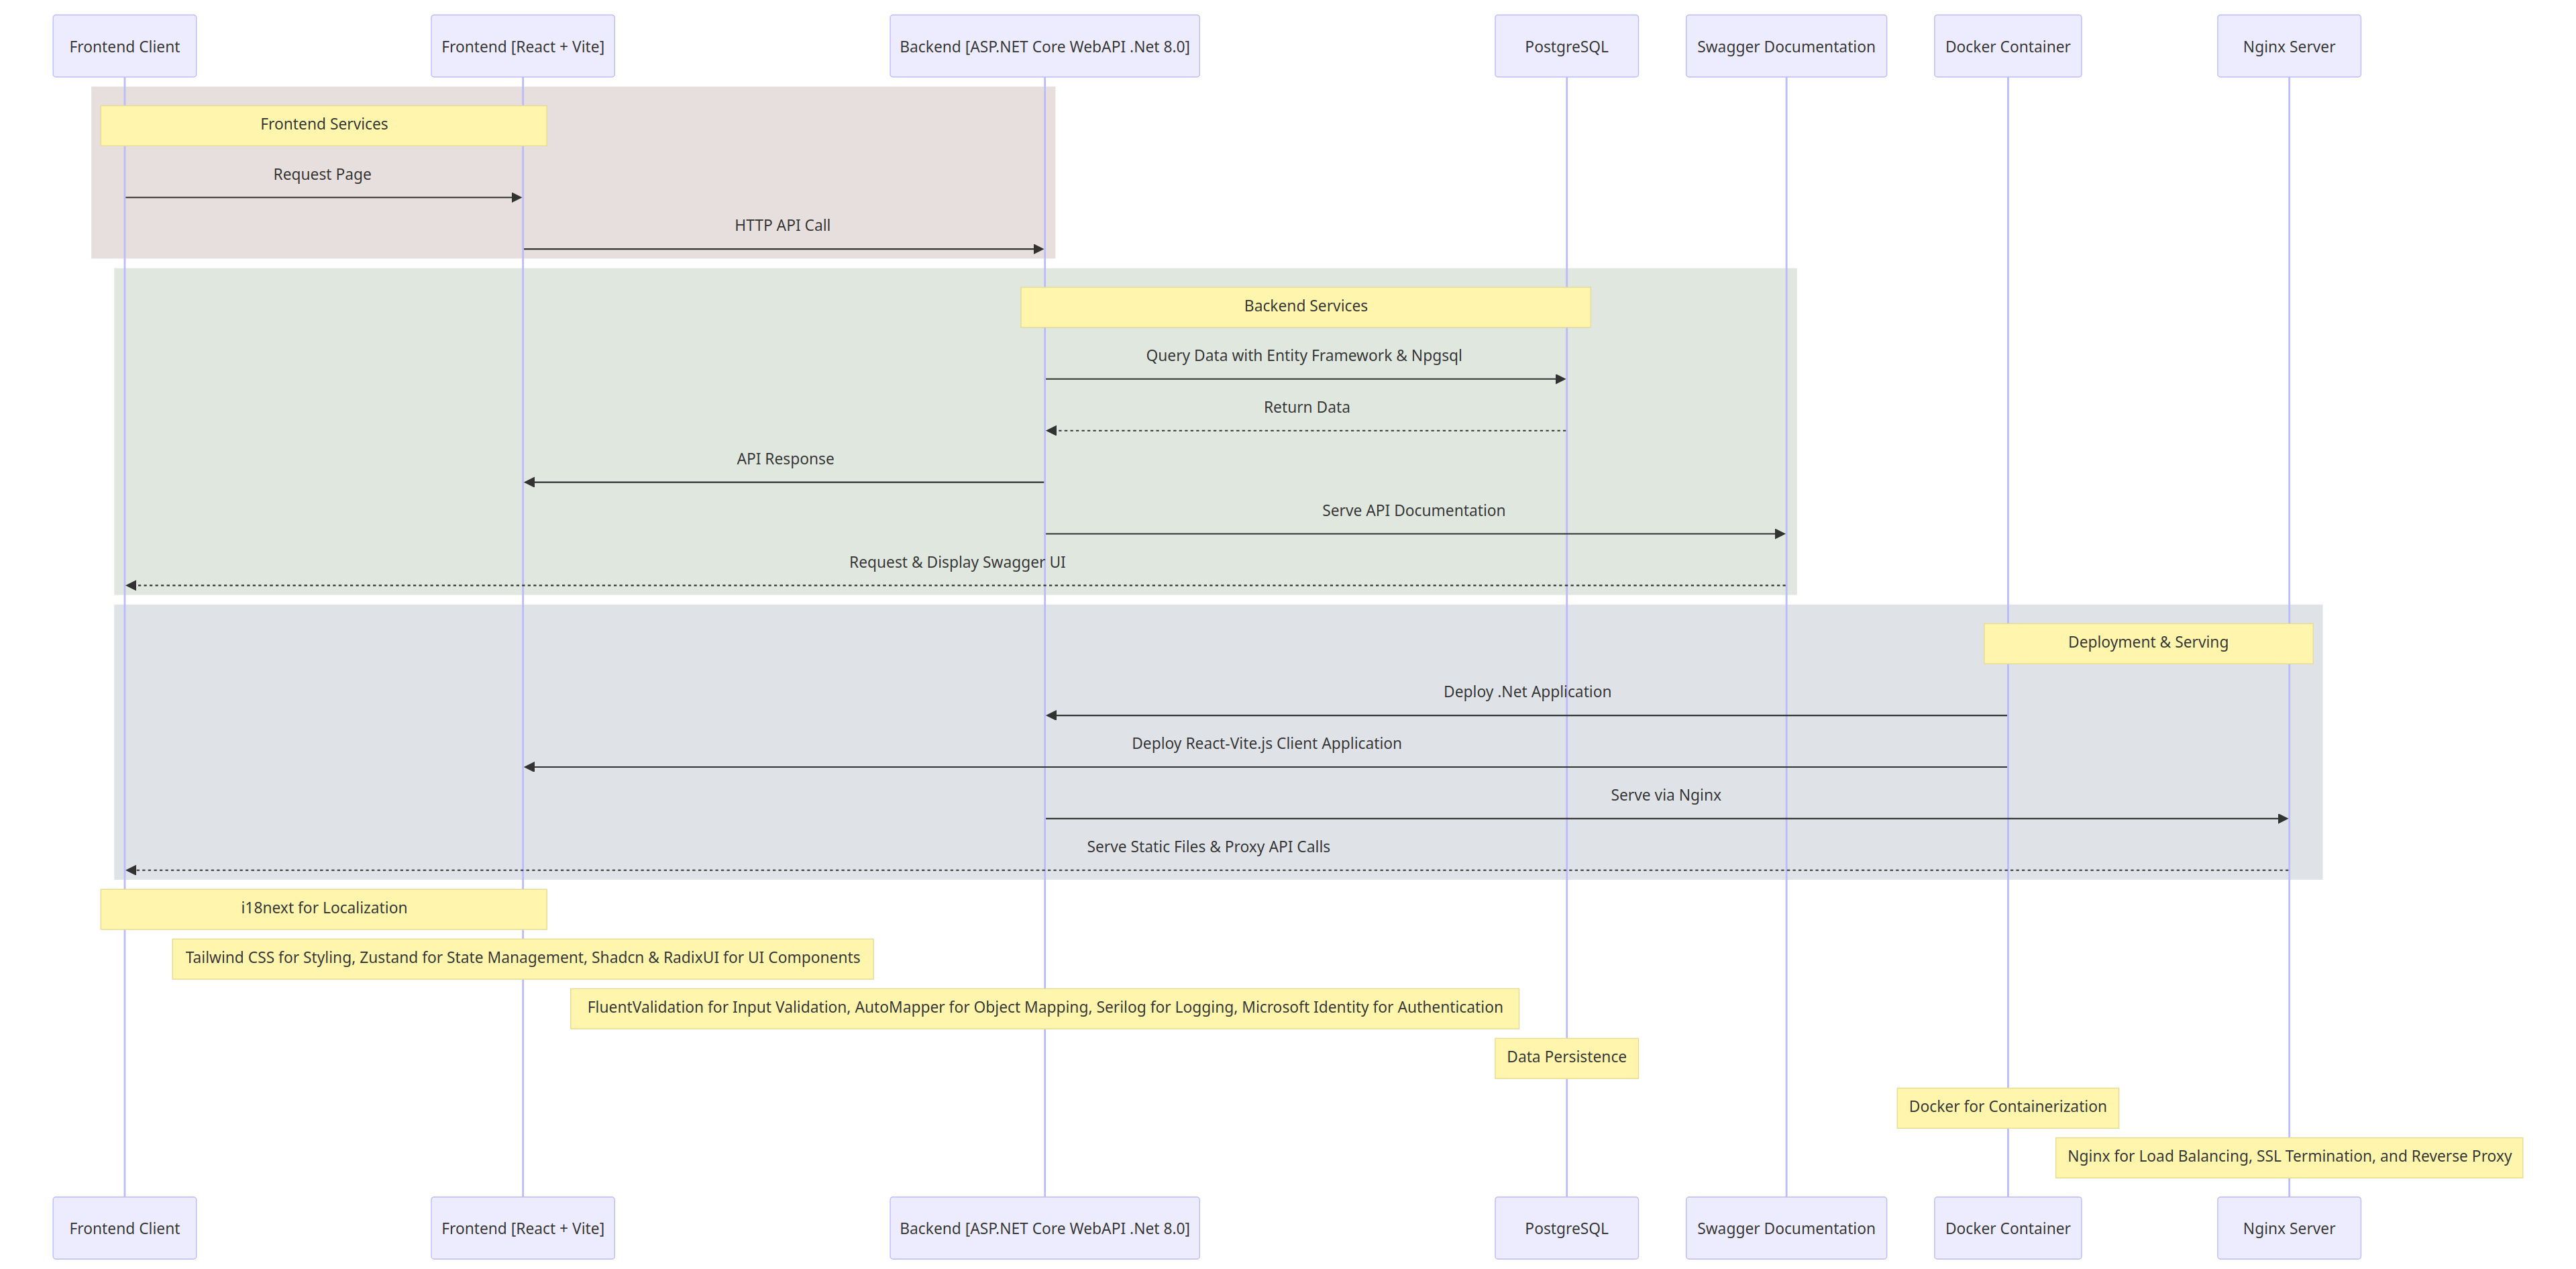 Frontend Client
Frontend [React + Vite]
Backend [ASP.NET Core WebAPI .Net 8.0]
PostgreSQL
Swagger Documentation
Docker Container
Nginx Server
Frontend Services
Request Page
HTTP API Call
Backend Services
Query Data with Entity Framework & Npgsql
Return Data
API Response
Serve API Documentation
Request & Display Swagger UI
Deployment & Serving
Deploy .Net Application
Deploy React-Vite.js Client Application
Serve via Nginx
Serve Static Files & Proxy API Calls
i18next for Localization
Tailwind CSS for Styling, Zustand for State Management, Shadcn & RadixUI for UI Components
FluentValidation for Input Validation, AutoMapper for Object Mapping, Serilog for Logging, Microsoft Identity for Authentication
Data Persistence
Docker for Containerization
Nginx for Load Balancing, SSL Termination, and Reverse Proxy
Frontend Client
Frontend [React + Vite]
Backend [ASP.NET Core WebAPI .Net 8.0]
PostgreSQL
Swagger Documentation
Docker Container
Nginx Server